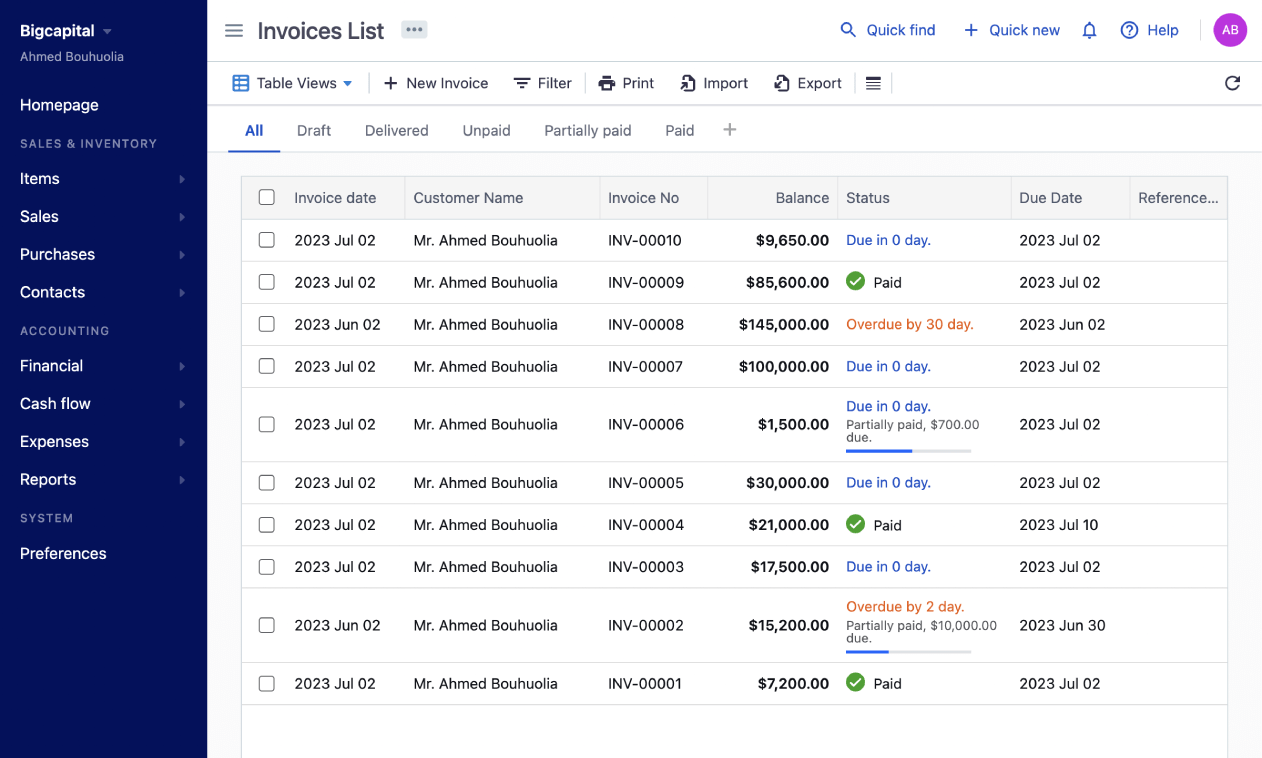 Bigcapital
Ahmed Bouhuolia
Homepage
SALES & INVENTORY
Items
Sales
Purchases
Contacts
ACCOUNTING
Financial
Cash flow
Expenses
Reports
SYSTEM
Preferences
Invoices List
Quick find
Quick new
Help
AB
Table Views
New Invoice
Filter
Print
Import
Export
All Draft Delivered Unpaid Partially paid Paid
Invoice date Customer Name Invoice No Balance Status Due Date Reference...
2023 Jul 02 Mr. Ahmed Bouhuolia INV-00010 $9,650.00 Due in 0 day. 2023 Jul 02
2023 Jul 02 Mr. Ahmed Bouhuolia INV-00009 $85,600.00 Paid 2023 Jul 02
2023 Jun 02 Mr. Ahmed Bouhuolia INV-00008 $145,000.00 Overdue by 30 day. 2023 Jun 02
2023 Jul 02 Mr. Ahmed Bouhuolia INV-00007 $100,000.00 Due in 0 day. 2023 Jul 02
2023 Jul 02 Mr. Ahmed Bouhuolia INV-00006 $1,500.00 Due in 0 day. 2023 Jul 02
Partially paid, $700.00
due.
2023 Jul 02 Mr. Ahmed Bouhuolia INV-00005 $30,000.00 Due in 0 day. 2023 Jul 02
2023 Jul 02 Mr. Ahmed Bouhuolia INV-00004 $21,000.00 Paid 2023 Jul 10
2023 Jul 02 Mr. Ahmed Bouhuolia INV-00003 $17,500.00 Due in 0 day. 2023 Jul 02
2023 Jun 02 Mr. Ahmed Bouhuolia INV-00002 $15,200.00 Overdue by 2 day. 2023 Jun 30
Partially paid, $10,000.00
due.
2023 Jul 02 Mr. Ahmed Bouhuolia INV-00001 $7,200.00 Paid 2023 Jul 02